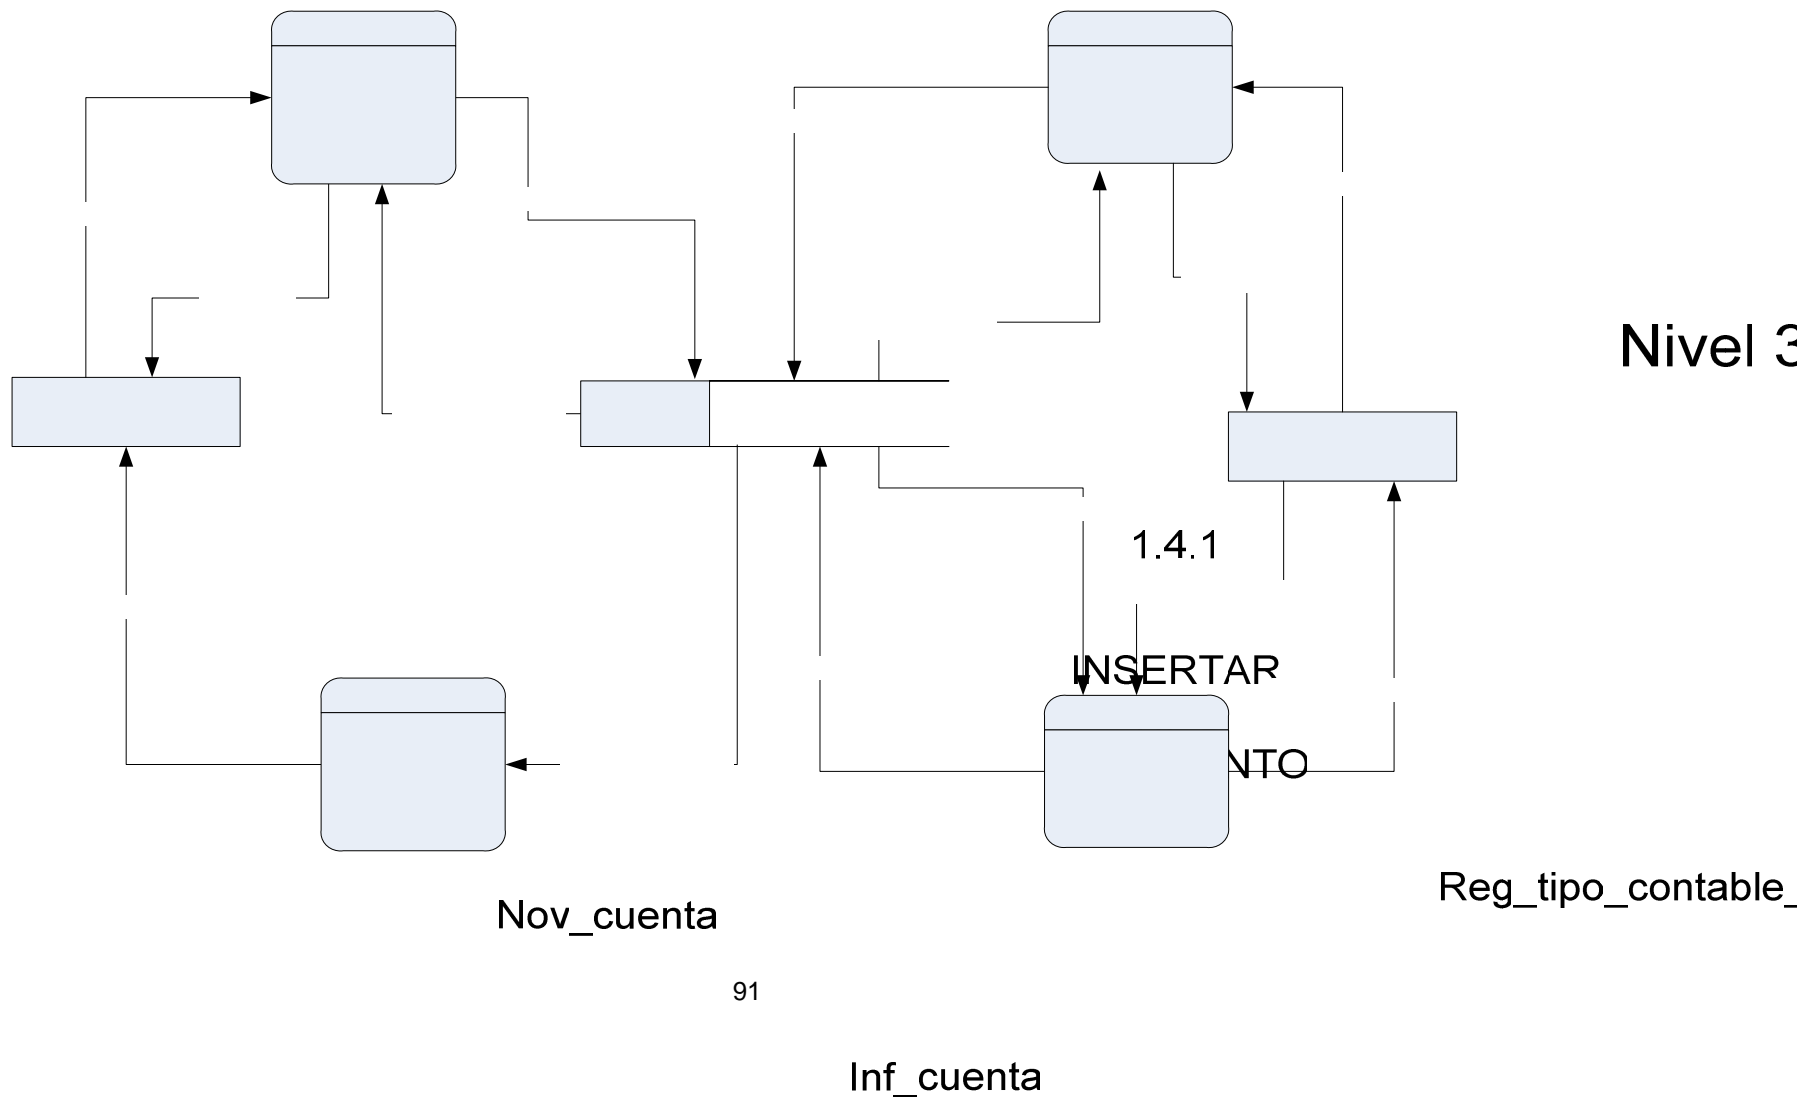 Nivel 3
1.4.1
INSERTAR
NTO
Reg_tipo_contable_
Nov_cuenta
91
Inf_cuenta